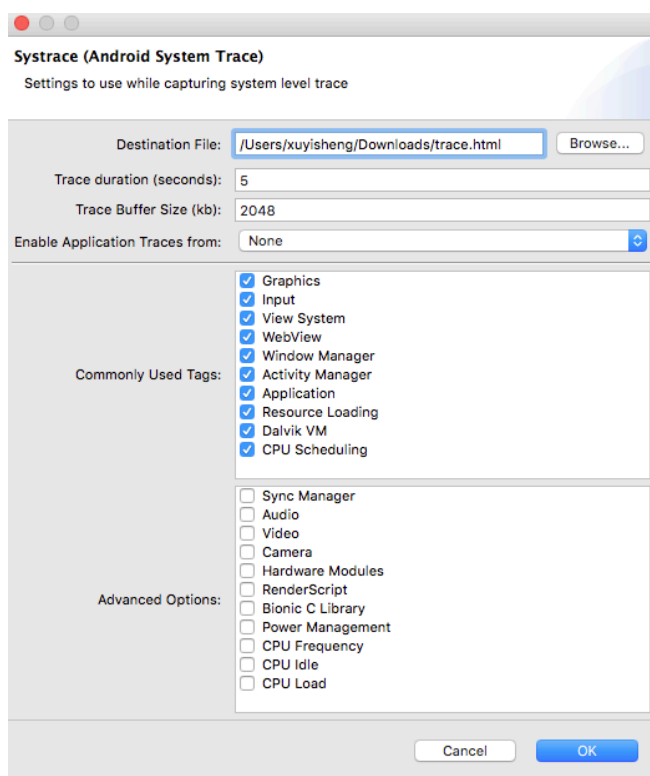 Systrace (Android System Trace)
Settings to use while capturing system level trace
Destination File: /Users/xuyisheng/Downloads/trace.html Browse...
Trace duration (seconds): 5
Trace Buffer Size (kb): 2048
Enable Application Traces from: None
Commonly Used Tags:
Graphics
Input
View System
WebView
Window Manager
Activity Manager
Application
Resource Loading
Dalvik VM
CPU Scheduling
Advanced Options:
Sync Manager
Audio
Video
Camera
Hardware Modules
RenderScript
Bionic C Library
Power Management
CPU Frequency
CPU Idle
CPU Load
Cancel OK